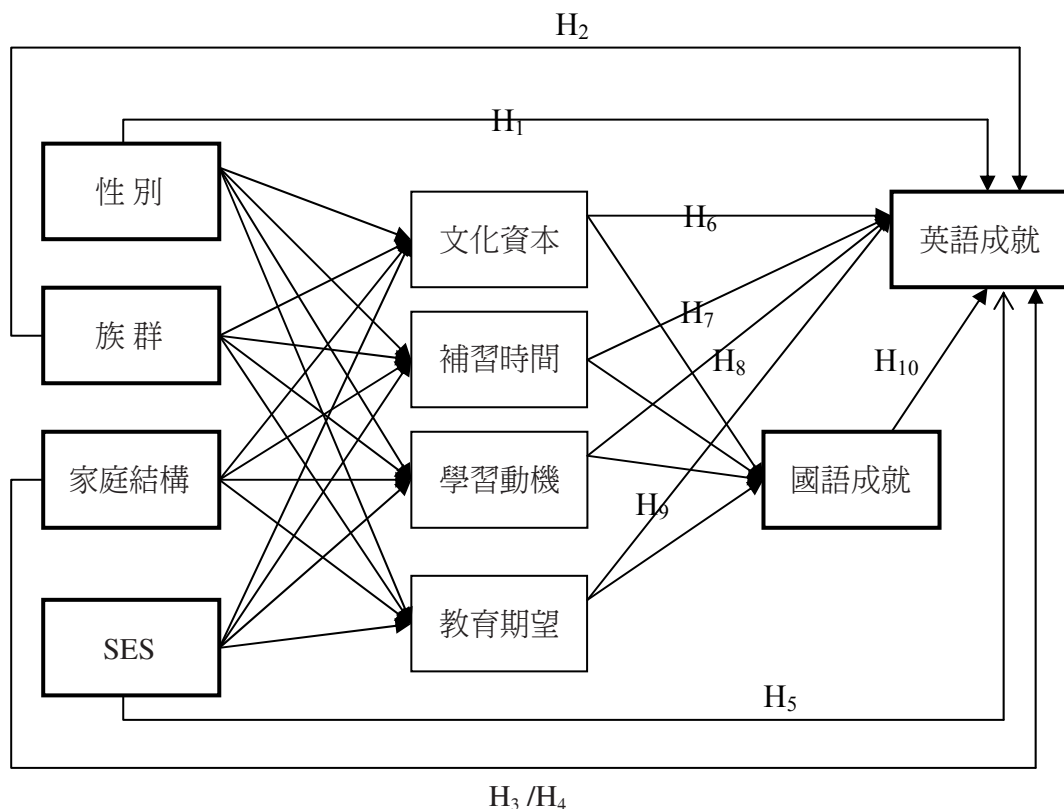 H₂
H₁
性 別
文化資本
H₆
英語成就
族 群
補習時間
H₇
H₈
H₁₀
家庭結構
學習動機
國語成就
H₉
SES
教育期望
H₅
H₃ /H₄